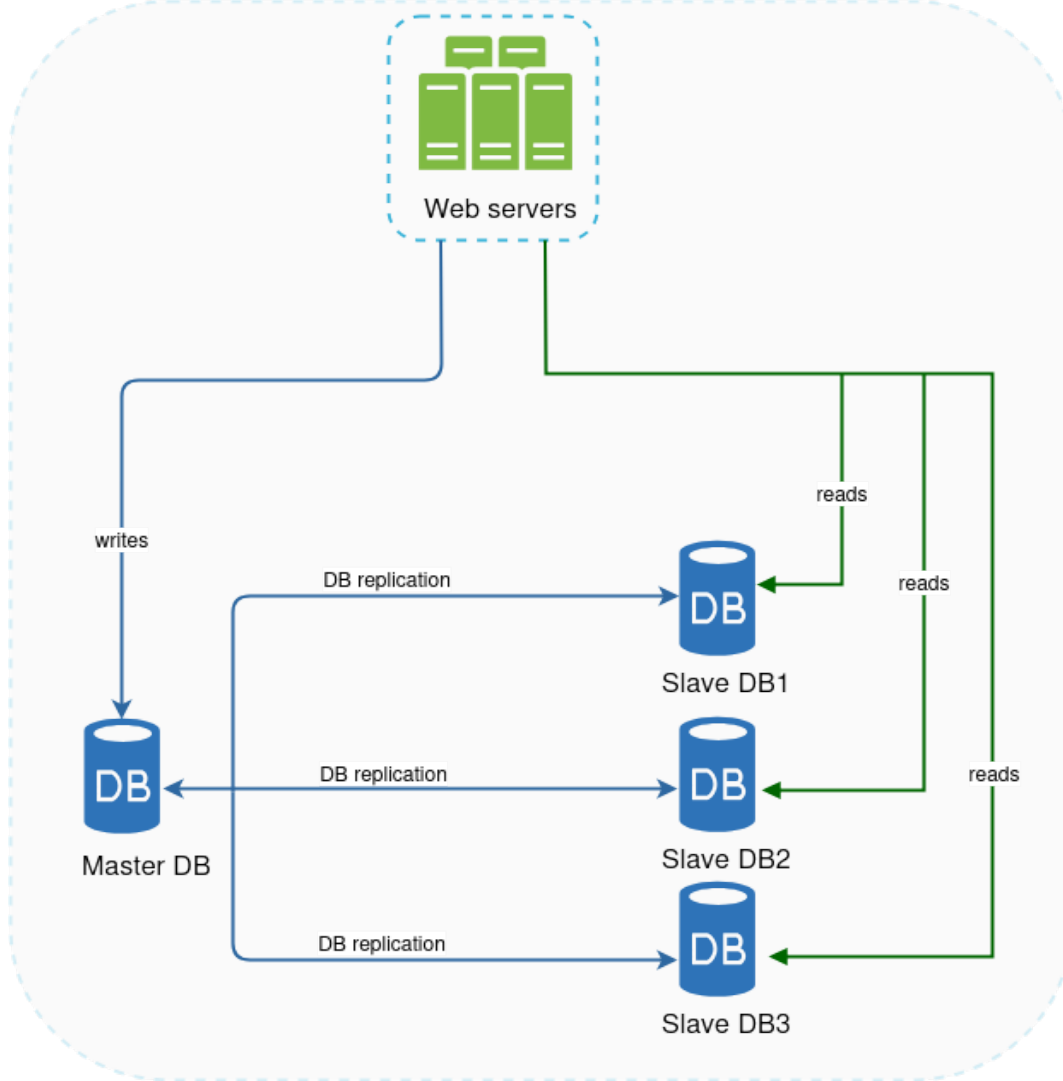 Web servers
reads
writes
DB replication
reads
DB
Slave DB1
DB
DB replication
DB
reads
Master DB
Slave DB2
DB replication
DB
Slave DB3